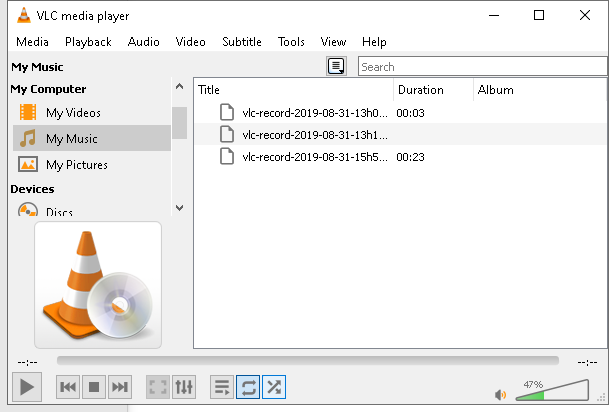 VLC media player
Media Playback Audio Video Subtitle Tools View Help
My Music
Search
My Computer
My Videos
My Music
My Pictures
Devices
Discs
Title Duration Album
vlc-record-2019-08-31-13h0... 00:03
vlc-record-2019-08-31-13h1...
vlc-record-2019-08-31-15h5... 00:23
--:-- --:--
47%